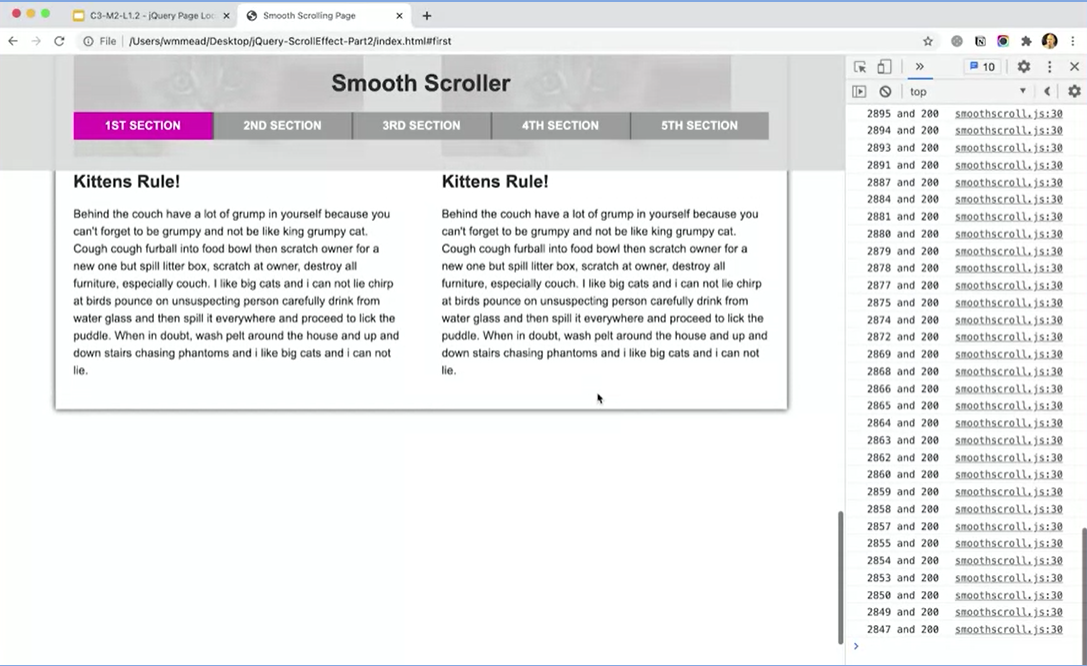 C3-M2-L1.2 - jQuery Page Loc
Smooth Scrolling Page
File
/Users/wmmead/Desktop/jQuery-ScrollEffect-Part2/index.html#first
Smooth Scroller
1ST SECTION
2ND SECTION
3RD SECTION
4TH SECTION
5TH SECTION
Kittens Rule!
Behind the couch have a lot of grump in yourself because you
can't forget to be grumpy and not be like king grumpy cat.
Cough cough furball into food bowl then scratch owner for a
new one but spill litter box, scratch at owner, destroy all
furniture, especially couch. I like big cats and i can not lie chirp
at birds pounce on unsuspecting person carefully drink from
water glass and then spill it everywhere and proceed to lick the
puddle. When in doubt, wash pelt around the house and up and
down stairs chasing phantoms and i like big cats and i can not
lie.
Kittens Rule!
Behind the couch have a lot of grump in yourself because you
can't forget to be grumpy and not be like king grumpy cat.
Cough cough furball into food bowl then scratch owner for a
new one but spill litter box, scratch at owner, destroy all
furniture, especially couch. I like big cats and i can not lie chirp
at birds pounce on unsuspecting person carefully drink from
water glass and then spill it everywhere and proceed to lick the
puddle. When in doubt, wash pelt around the house and up and
down stairs chasing phantoms and i like big cats and i can not
lie.
10
top
2895 and 200 smoothscroll.js:30
2894 and 200 smoothscroll.js:30
2893 and 200 smoothscroll.js:30
2891 and 200 smoothscroll.js:30
2887 and 200 smoothscroll.js:30
2884 and 200 smoothscroll.js:30
2881 and 200 smoothscroll.js:30
2880 and 200 smoothscroll.js:30
2879 and 200 smoothscroll.js:30
2878 and 200 smoothscroll.js:30
2877 and 200 smoothscroll.js:30
2875 and 200 smoothscroll.js:30
2874 and 200 smoothscroll.js:30
2872 and 200 smoothscroll.js:30
2869 and 200 smoothscroll.js:30
2868 and 200 smoothscroll.js:30
2866 and 200 smoothscroll.js:30
2865 and 200 smoothscroll.js:30
2864 and 200 smoothscroll.js:30
2863 and 200 smoothscroll.js:30
2862 and 200 smoothscroll.js:30
2860 and 200 smoothscroll.js:30
2859 and 200 smoothscroll.js:30
2858 and 200 smoothscroll.js:30
2857 and 200 smoothscroll.js:30
2855 and 200 smoothscroll.js:30
2854 and 200 smoothscroll.js:30
2853 and 200 smoothscroll.js:30
2850 and 200 smoothscroll.js:30
2849 and 200 smoothscroll.js:30
2847 and 200 smoothscroll.js:30